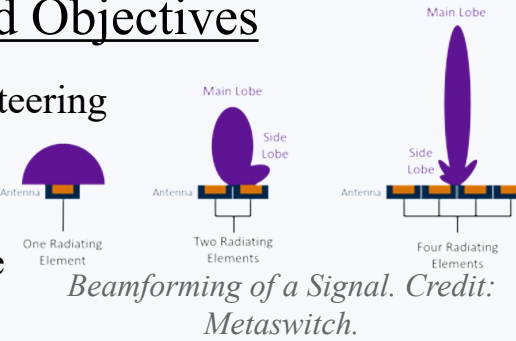 d Objectives
teering
e
Main Lobe
Side
Lobe
Main Lobe
Side
Lobe
Antenna
Antenna
Antenna
One Radiating
Element
Two Radiating
Elements
Four Radiating
Elements
Beamforming of a Signal. Credit:
Metaswitch.